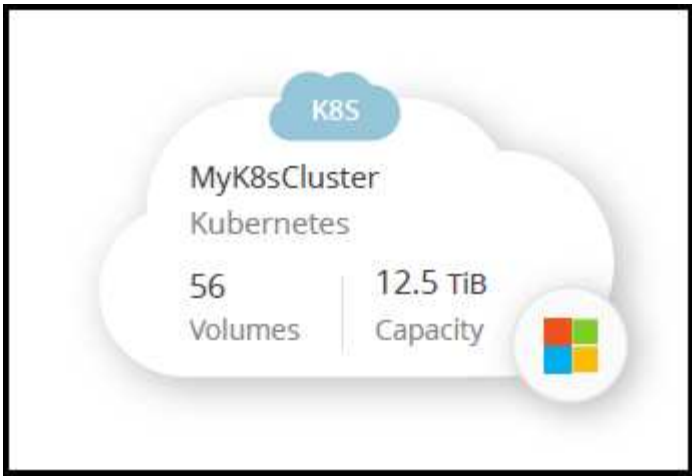 K8S
MyK8sCluster
Kubernetes
56
Volumes
12.5 TiB
Capacity